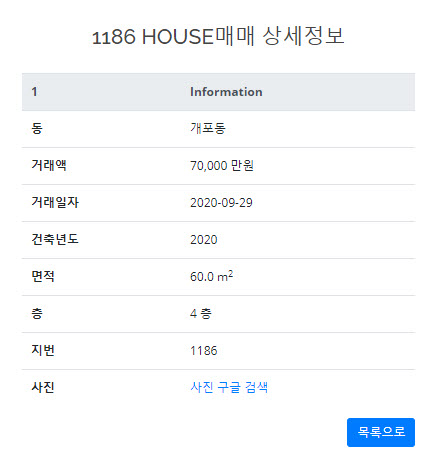 1186 HOUSE매매 상세정보
1 Information
동 개포동
거래액 70,000 만원
거래일자 2020-09-29
건축년도 2020
면적 60.0 m²
층 4 층
지번 1186
사진 사진 구글 검색
목록으로